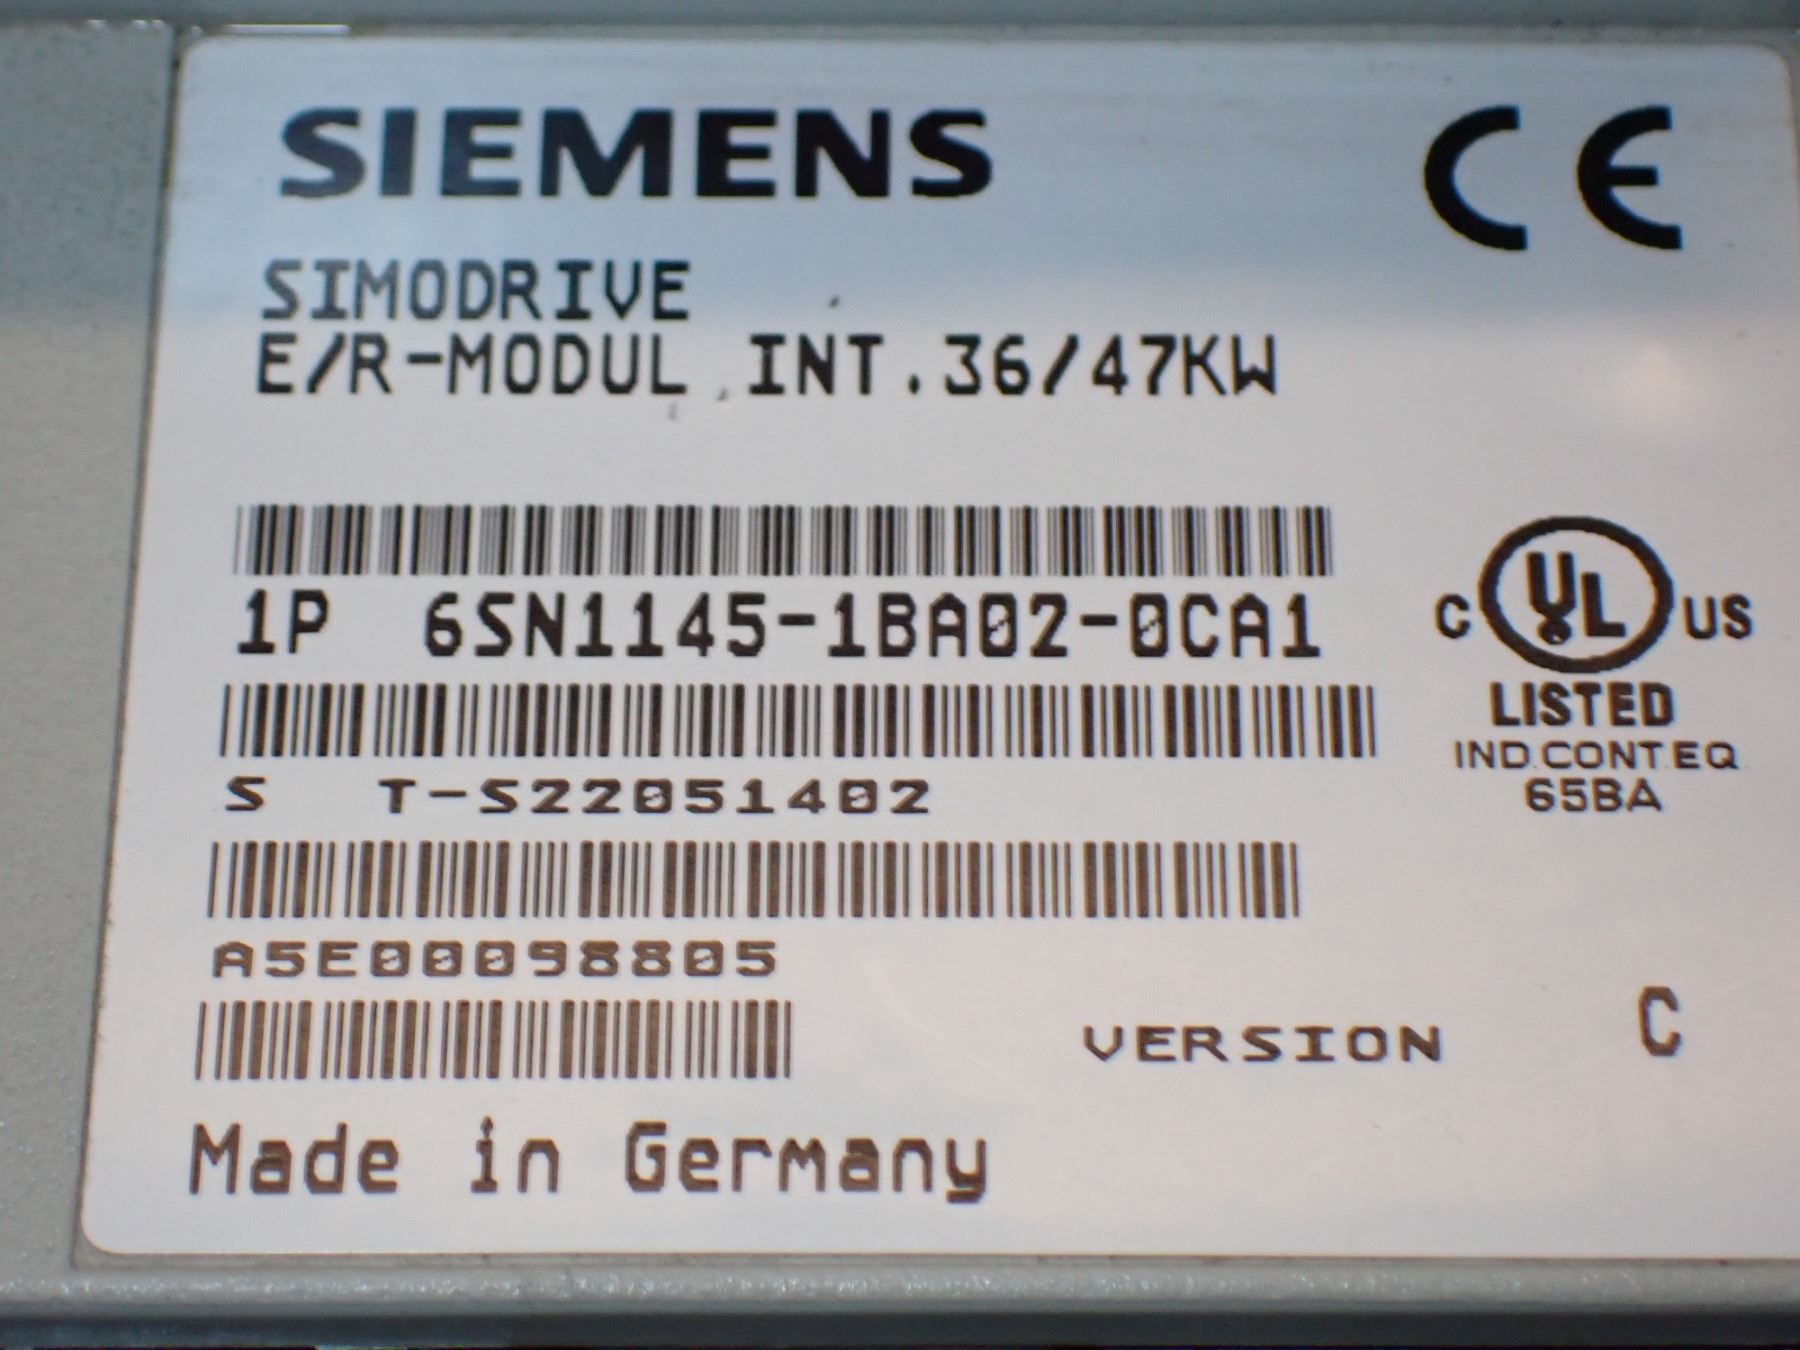 SIEMENS
CE
SIMODRIVE
E/R-MODUL INT.36/47KW
1P 6SN1145-1BA02-0CA1
C UL US
LISTED
IND.CONT.EQ.
65BA
S T-S22051402
A5E00098805
VERSION C
Made in Germany